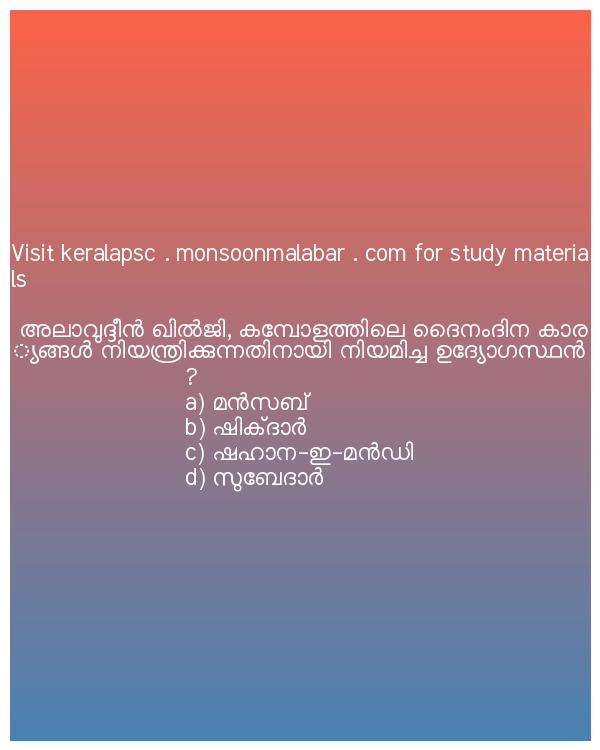 Visit keralapsc . monsoonmalabar . com for study materia
ls
അലാവുദ്ദീൻ ഖിൽജി, കമ്പോളത്തിലെ ദൈനംദിന കാര
്യങ്ങൾ നിയന്ത്രിക്കുന്നതിനായി നിയമിച്ച ഉദ്യോഗസ്ഥൻ
?
a) മൻസബ്
b) ഷിക്ദാർ
c) ഷഹാന-ഇ-മൻഡി
d) സുബേദാർ